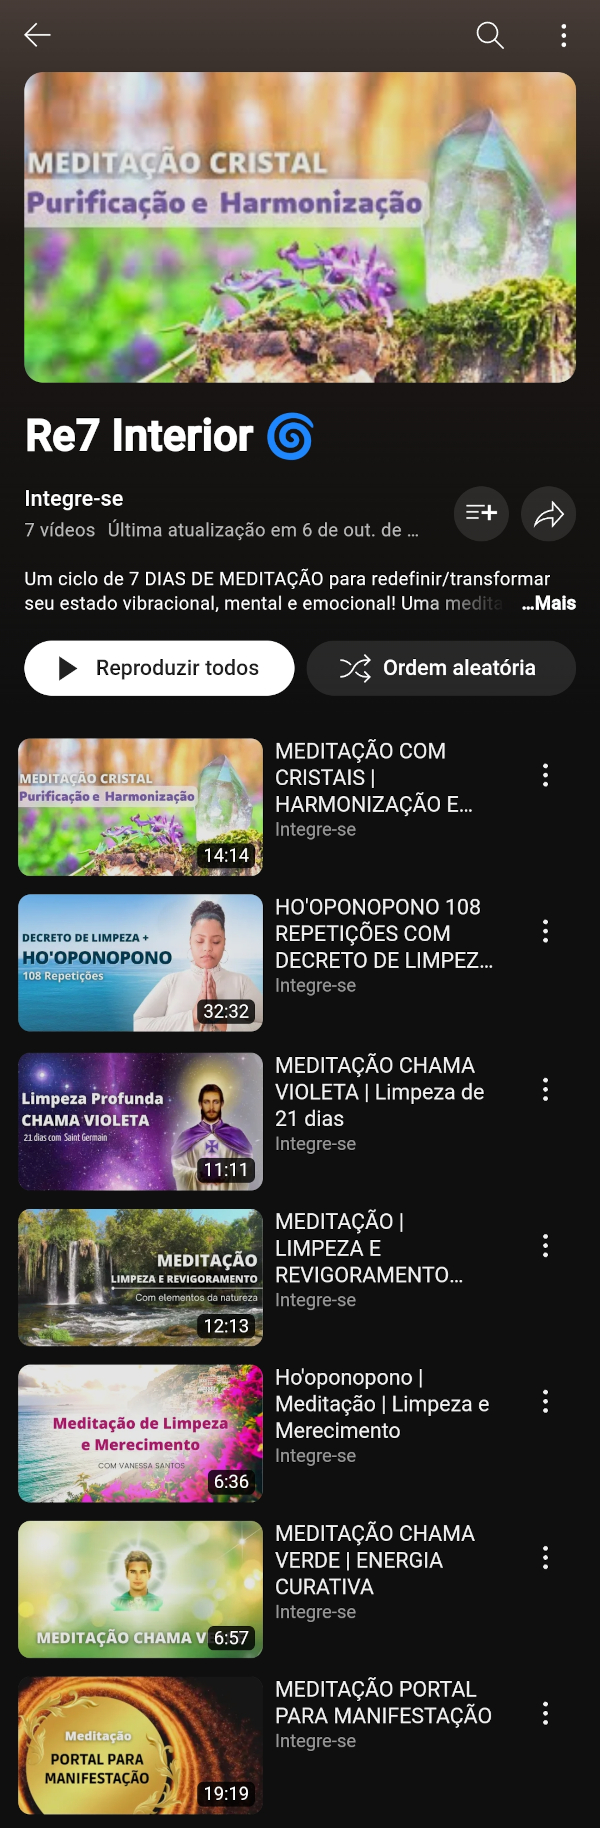 MEDITAÇÃO CRISTAL
Purificação e Harmonização
Re7 Interior
Integre-se
7 vídeos Última atualização em 6 de out. de ...
Um ciclo de 7 DIAS DE MEDITAÇÃO para redefinir/transformar
seu estado vibracional, mental e emocional! Uma medita ...Mais
Reproduzir todos
Ordem aleatória
MEDITAÇÃO CRISTAL
Purificação e Harmonização
14:14
MEDITAÇÃO COM
CRISTAIS |
HARMONIZAÇÃO E...
Integre-se
DECRETO DE LIMPEZA +
HO'OPONOPONO
108 Repetições
32:32
HO'OPONOPONO 108
REPETIÇÕES COM
DECRETO DE LIMPEZ...
Integre-se
Limpeza Profunda
CHAMA VIOLETA
21 dias com Saint Germain
11:11
MEDITAÇÃO CHAMA
VIOLETA | Limpeza de
21 dias
Integre-se
MEDITAÇÃO
LIMPEZA E REVIGORAMENTO
Com elementos da natureza
12:13
MEDITAÇÃO |
LIMPEZA E
REVIGORAMENTO...
Integre-se
Meditação de Limpeza
e Merecimento
COM VANESSA SANTOS
6:36
Ho'oponopono |
Meditação | Limpeza e
Merecimento
Integre-se
MEDITAÇÃO CHAMA V
6:57
MEDITAÇÃO CHAMA
VERDE | ENERGIA
CURATIVA
Integre-se
Meditação
PORTAL PARA
MANIFESTAÇÃO
19:19
MEDITAÇÃO PORTAL
PARA MANIFESTAÇÃO
Integre-se